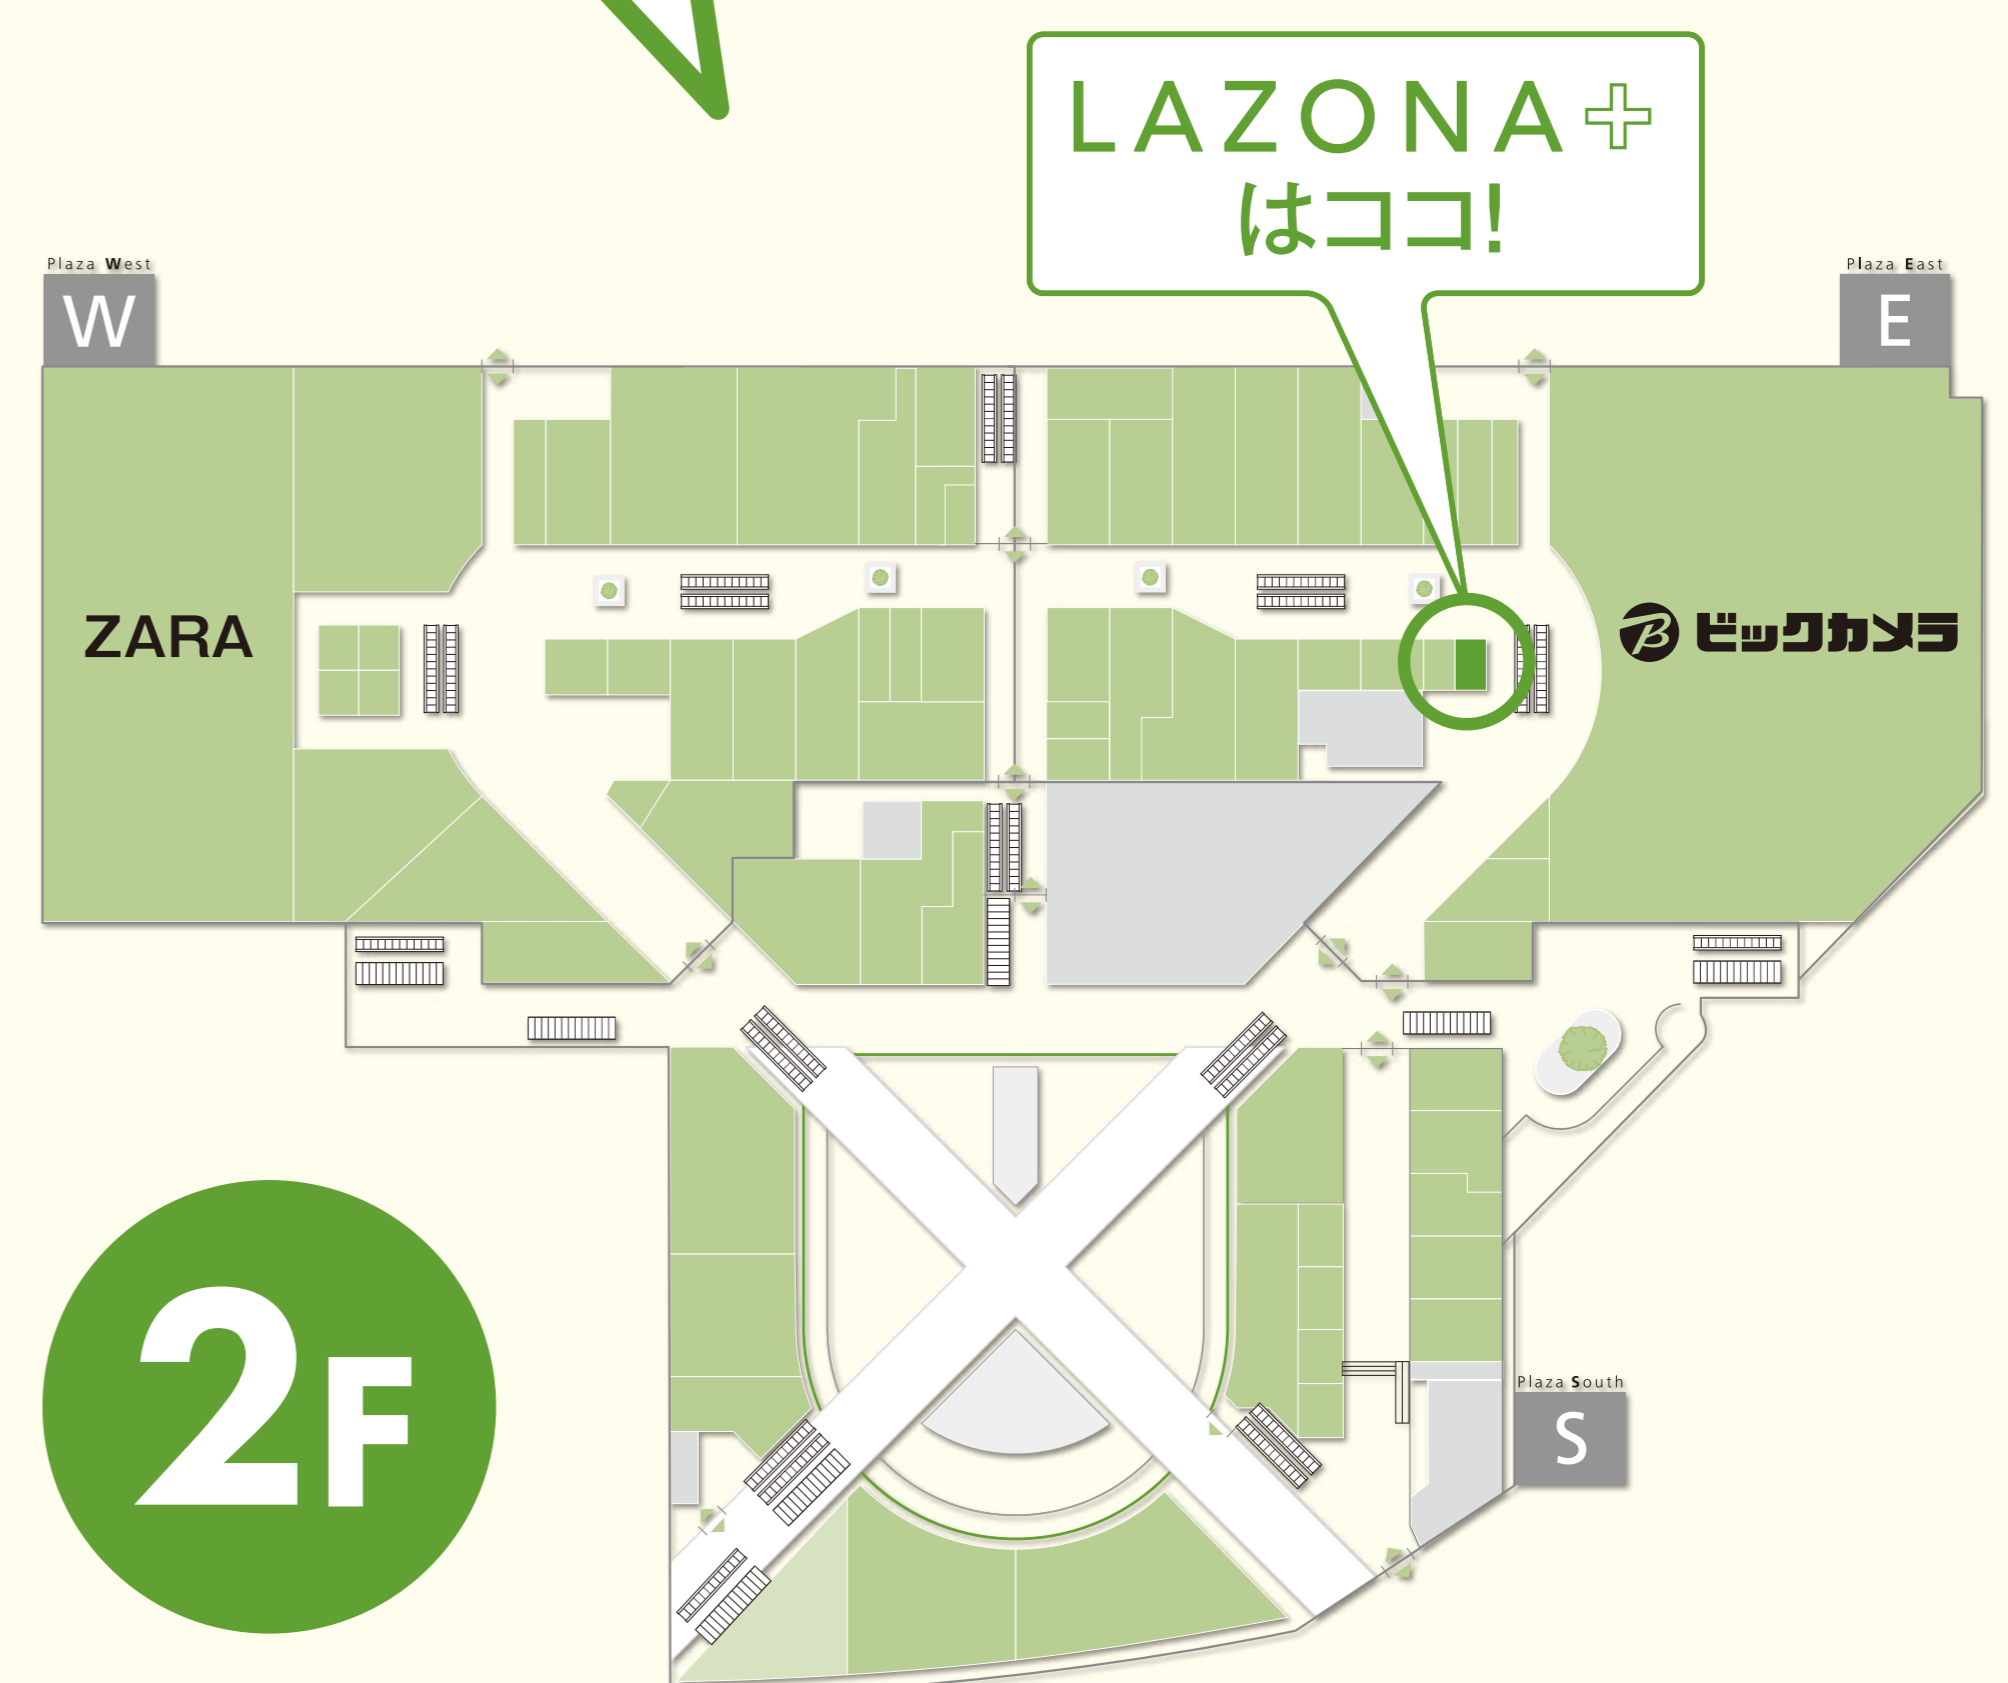 LAZONA+
はココ!
Plaza West
W
Plaza East
E
ZARA
B ビックカメラ
2F
Plaza South
S